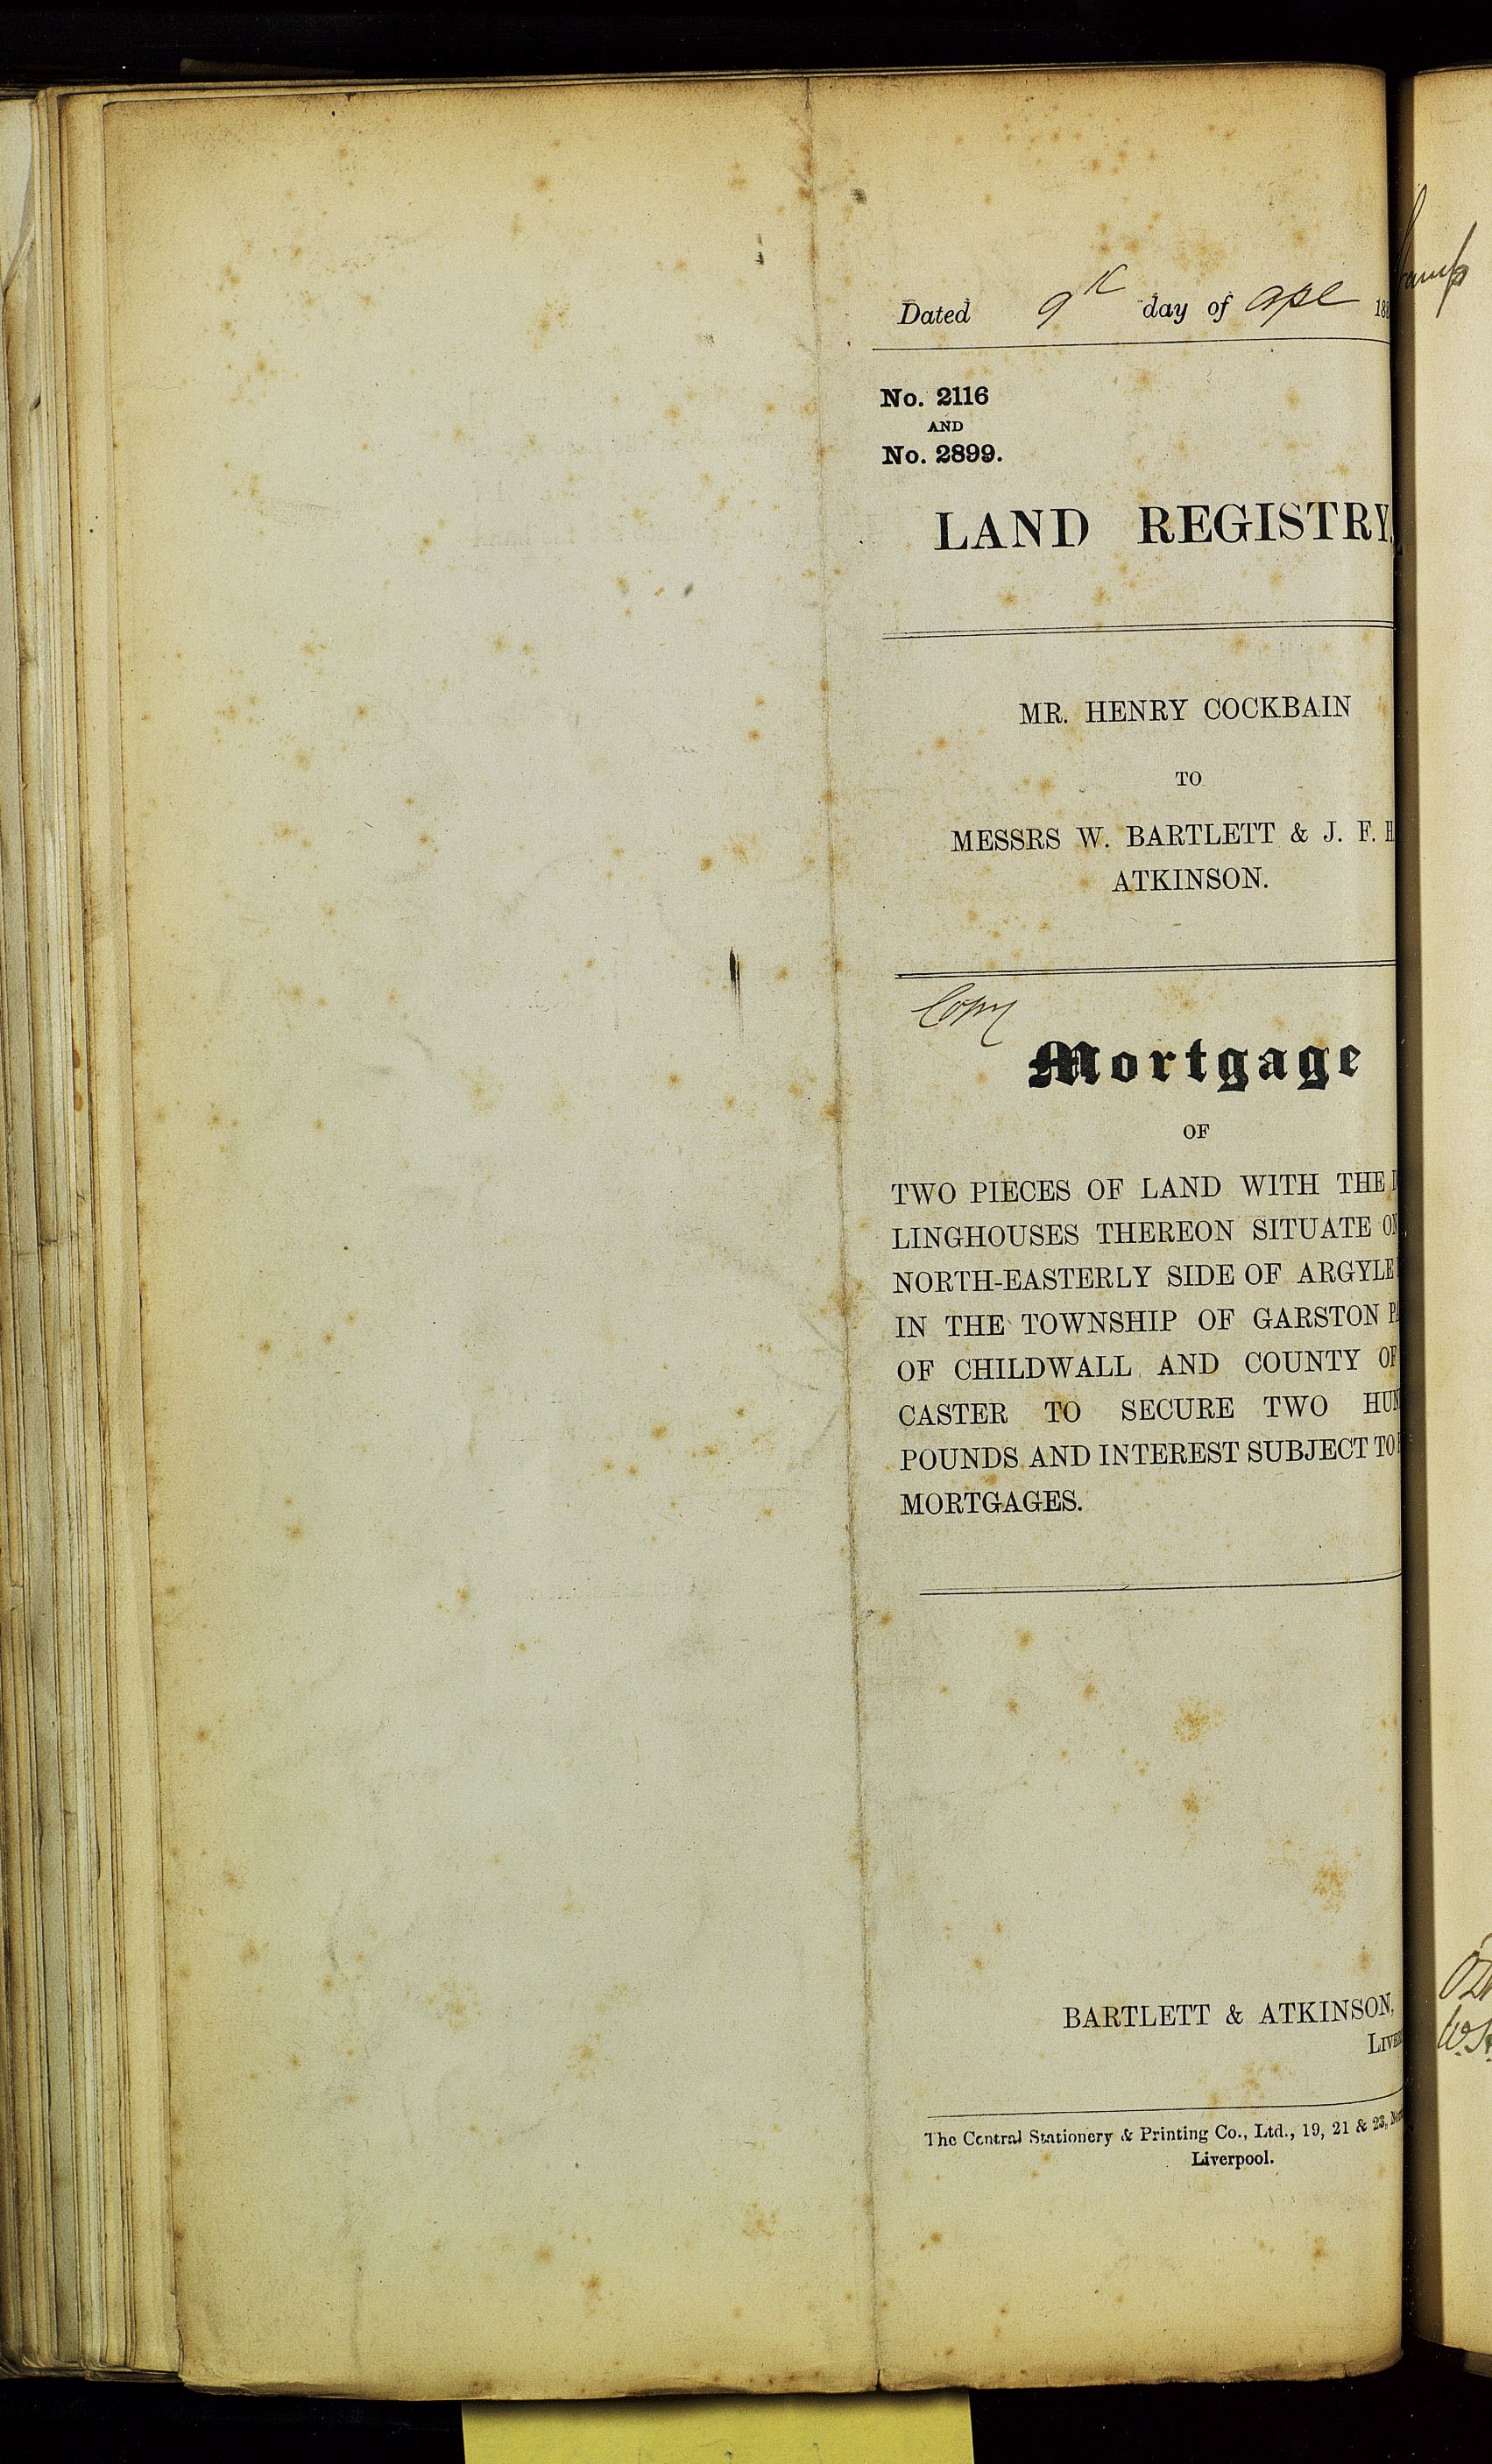 Dated 9th day of Apl 188
No. 2116
AND
No. 2899.
LAND REGISTRY.
MR. HENRY COCKBAIN
TO
MESSRS W. BARTLETT & J. F. H
ATKINSON.
Copy
Mortgage
OF
TWO PIECES OF LAND WITH THE
LINGHOUSES THEREON SITUATE ON
NORTH-EASTERLY SIDE OF ARGYLE
IN THE TOWNSHIP OF GARSTON PA
OF CHILDWALL AND COUNTY OF
CASTER TO SECURE TWO HUN
POUNDS AND INTEREST SUBJECT TO
MORTGAGES.
BARTLETT & ATKINSON,
LIVE
The Central Stationery & Printing Co., Ltd., 19, 21 & 23,
Liverpool.